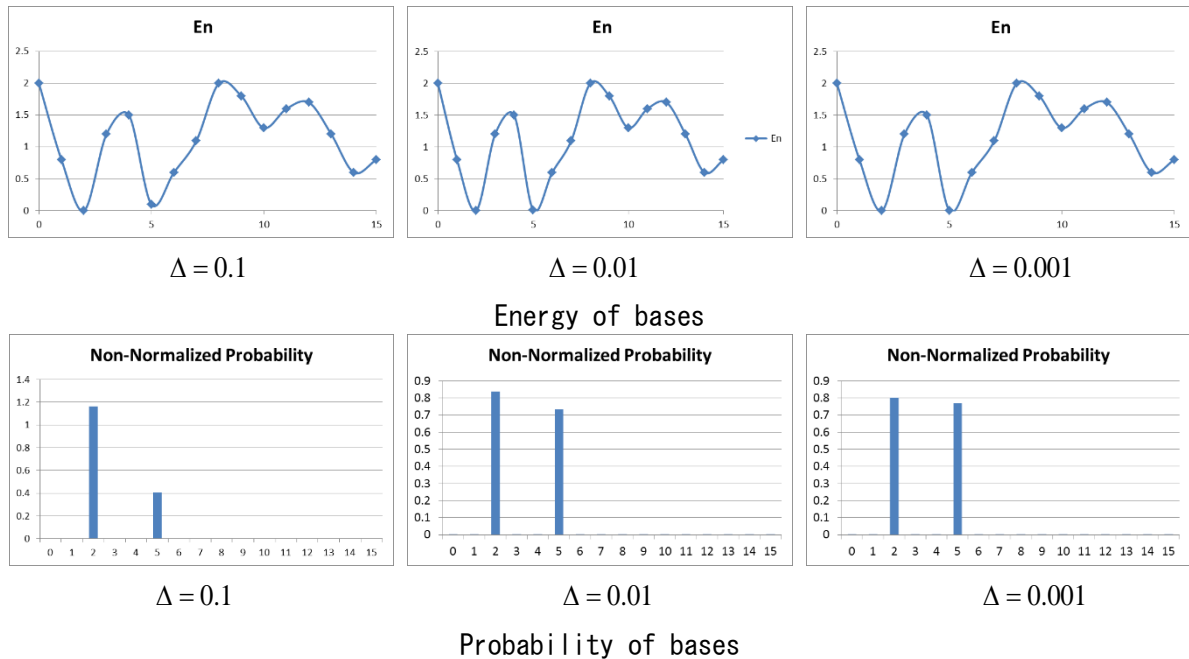 En
2.5
2
1.5
1
0.5
0
0 5 10 15
En
2.5
2
1.5
1
0.5
0
0 5 10 15
En
En
2.5
2
1.5
1
0.5
0
0 5 10 15
Δ = 0.1
Δ = 0.01
Δ = 0.001
Energy of bases
Non-Normalized Probability
1.4
1.2
1
0.8
0.6
0.4
0.2
0
0 1 2 3 4 5 6 7 8 9 10 11 12 13 14 15
Non-Normalized Probability
0.9
0.8
0.7
0.6
0.5
0.4
0.3
0.2
0.1
0
0 1 2 3 4 5 6 7 8 9 10 11 12 13 14 15
Non-Normalized Probability
0.9
0.8
0.7
0.6
0.5
0.4
0.3
0.2
0.1
0
0 1 2 3 4 5 6 7 8 9 10 11 12 13 14 15
Δ = 0.1
Δ = 0.01
Δ = 0.001
Probability of bases